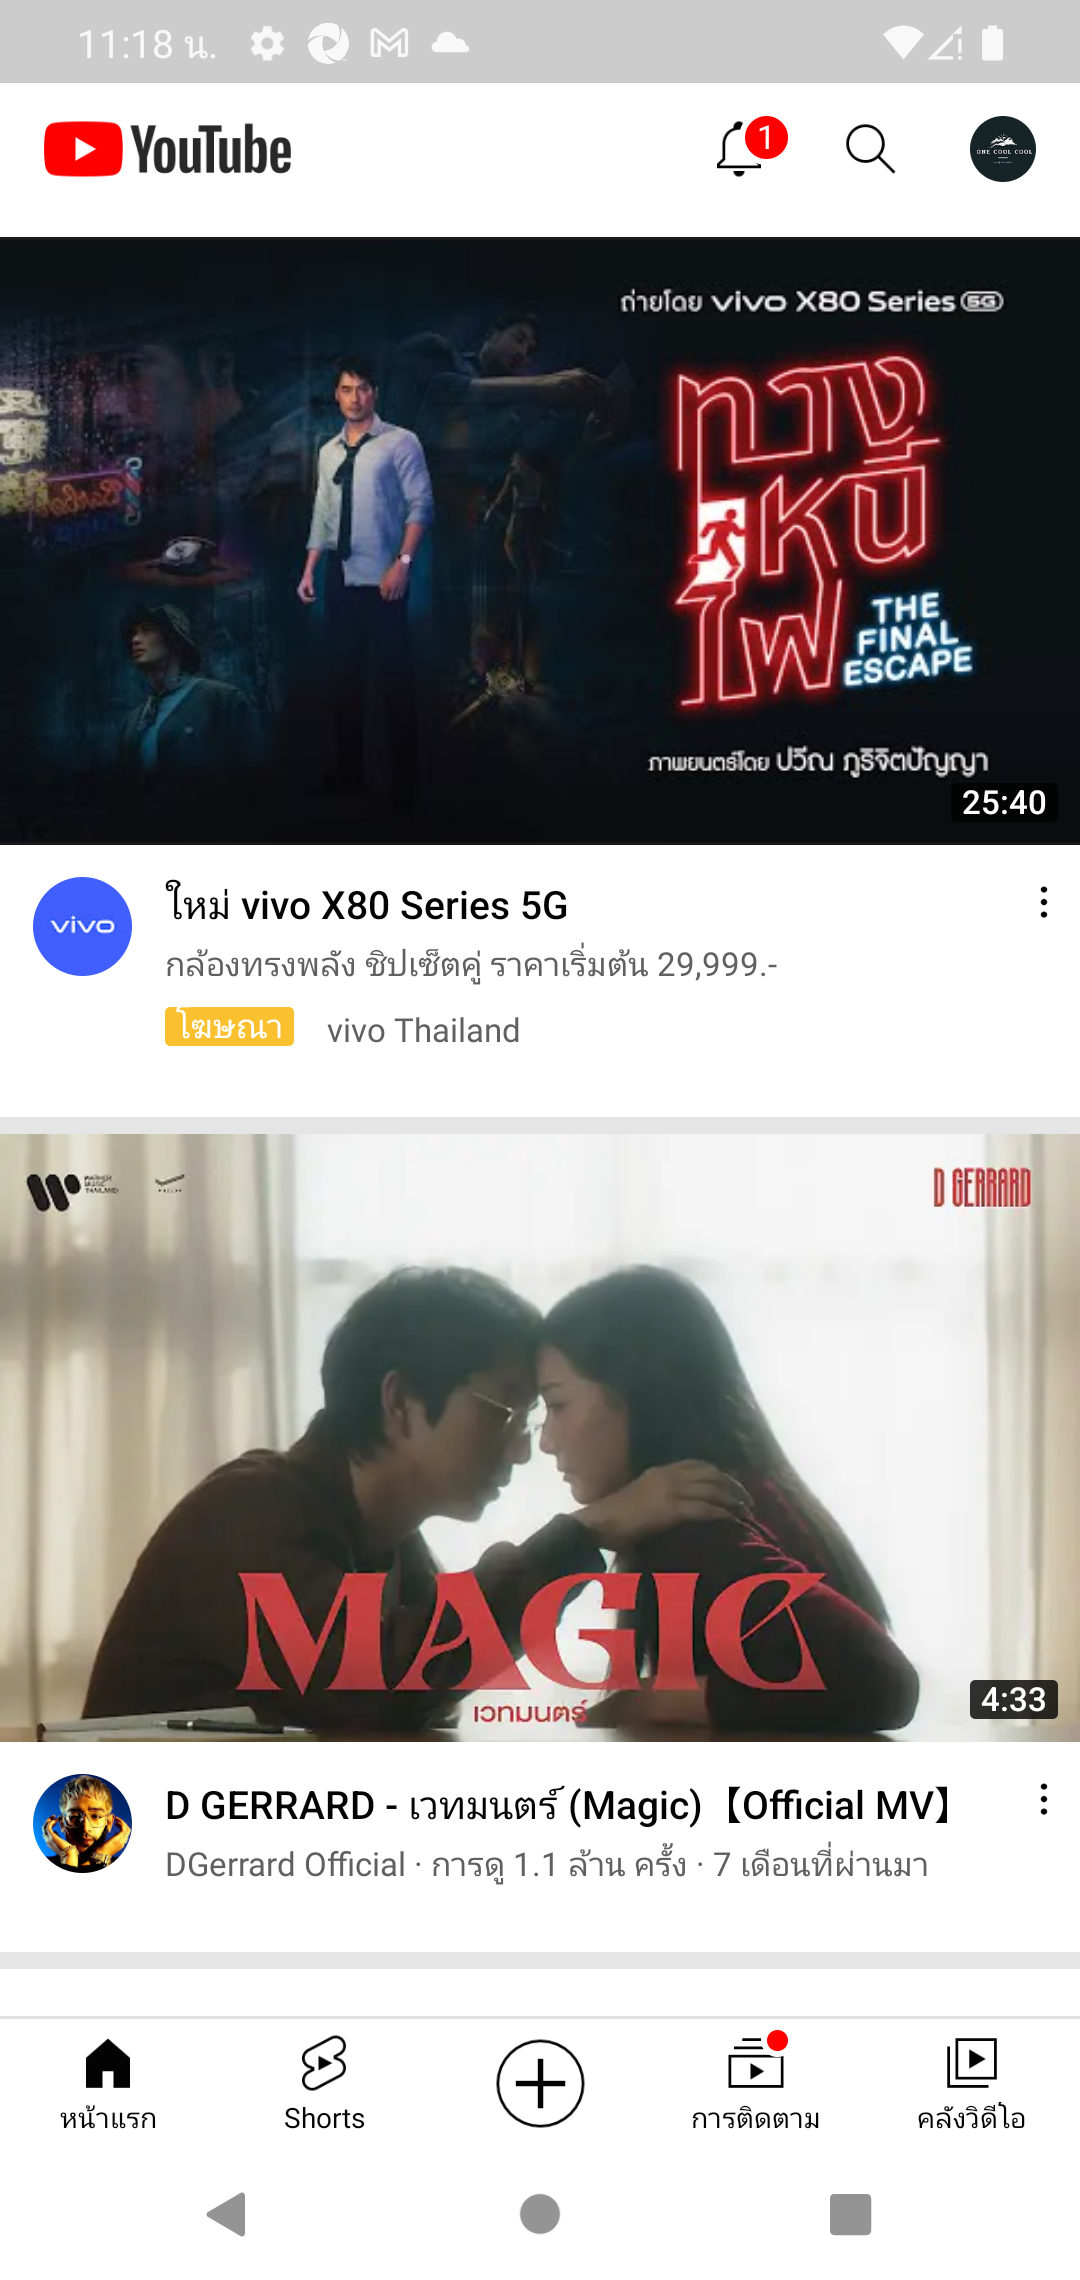 11:18 น.
YouTube
1
ONE COOL COOL
ถ่ายโดย vivo X80 Series 5G
ทาง
หนี
ไฟ
THE
FINAL
ESCAPE
ภาพยนตร์โดย ปวีณ ภูริจิตปัญญา
25:40
vivo
ใหม่ vivo X80 Series 5G
กล้องทรงพลัง ชิปเซ็ตคู่ ราคาเริ่มต้น 29,999.-
โฆษณา vivo Thailand
WARNER
MUSIC
THAILAND
D GERRARD
MAGIC
เวทมนตร์
4:33
D GERRARD - เวทมนตร์ (Magic)【Official MV】
DGerrard Official · การดู 1.1 ล้าน ครั้ง · 7 เดือนที่ผ่านมา
หน้าแรก
Shorts
การติดตาม
คลังวิดีโอ